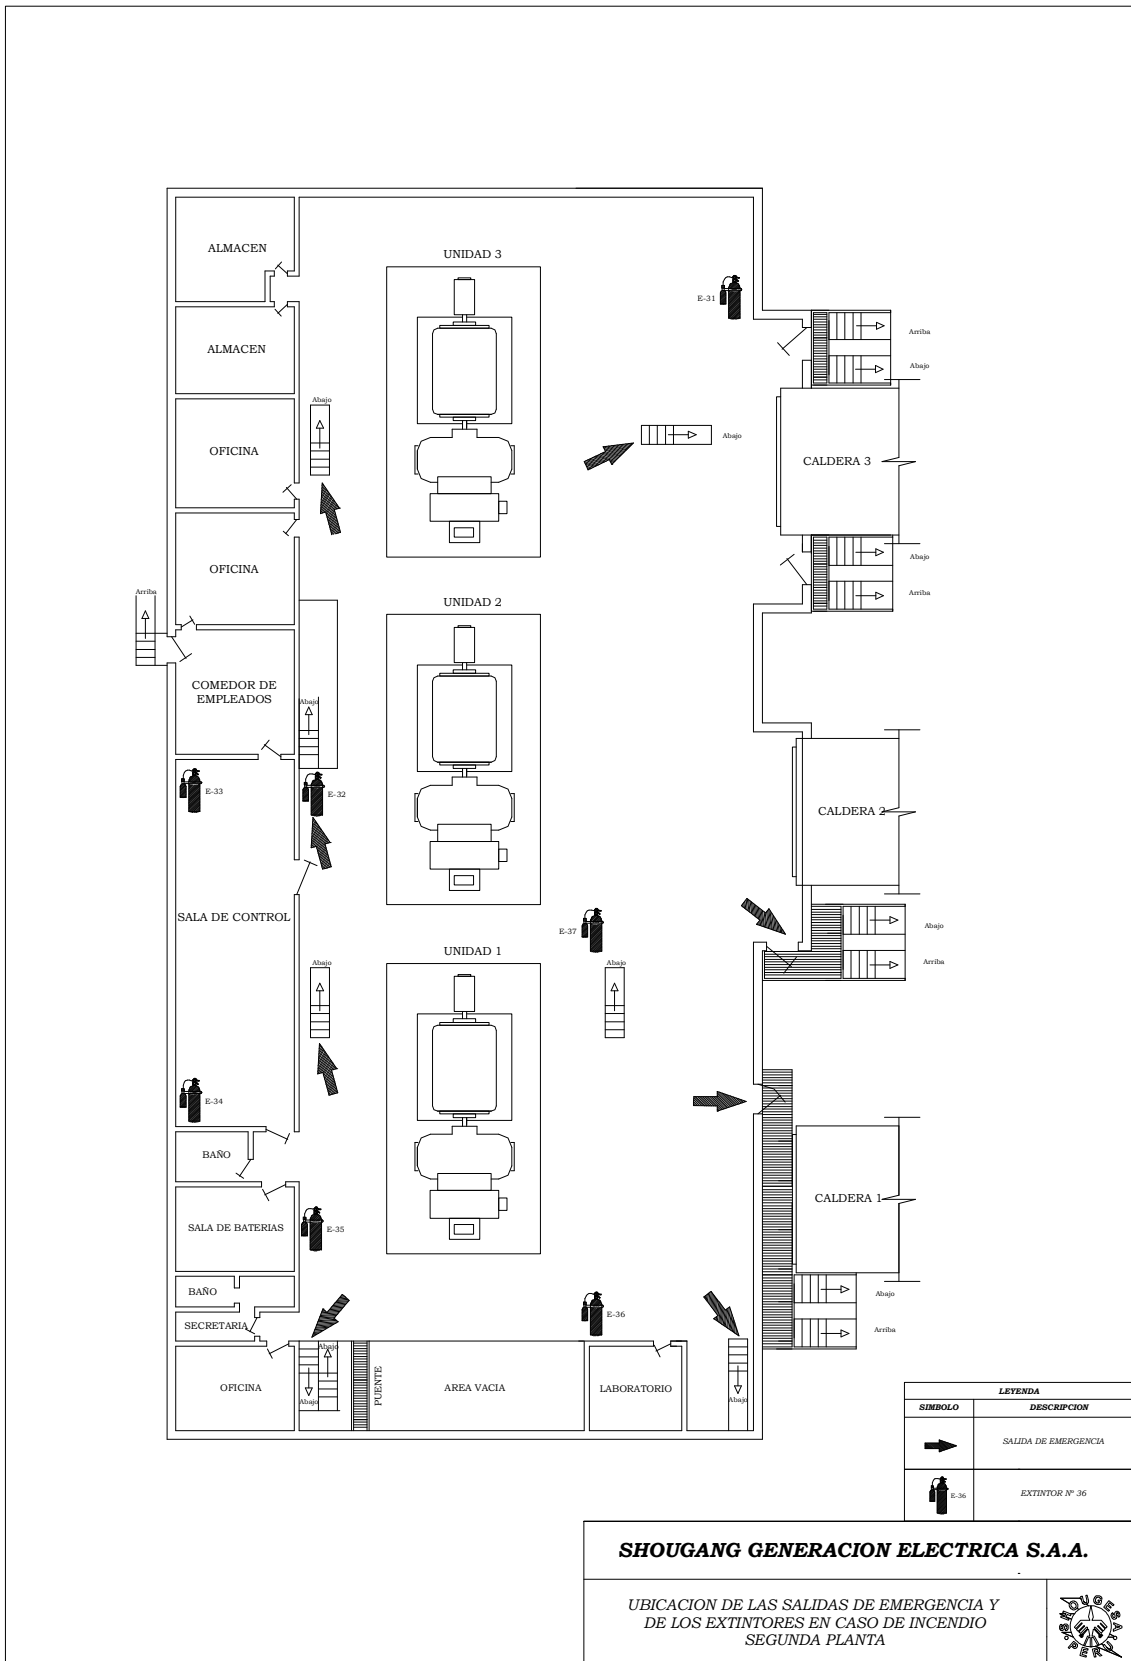 ALMACEN
UNIDAD 3
E-31
Arriba
ALMACEN
Abajo
Abajo
Abajo
OFICINA
CALDERA 3
Abajo
OFICINA
Arriba
Arriba
UNIDAD 2
COMEDOR DE
EMPLEADOS
Abajo
E-33
E-32
CALDERA 2
SALA DE CONTROL
E-37
Abajo
UNIDAD 1
Abajo
Abajo
Arriba
E-34
BAÑO
CALDERA 1
SALA DE BATERIAS
E-35
BAÑO
Abajo
E-36
SECRETARIA
Arriba
Abajo
OFICINA
Abajo
PUENTE
AREA VACIA
LABORATORIO
Abajo
LEYENDA
SIMBOLO
DESCRIPCION
SALIDA DE EMERGENCIA
E-36
EXTINTOR Nº 36
SHOUGANG GENERACION ELECTRICA S.A.A.
UBICACION DE LAS SALIDAS DE EMERGENCIA Y
DE LOS EXTINTORES EN CASO DE INCENDIO
SEGUNDA PLANTA
SHOUGESA
PERU